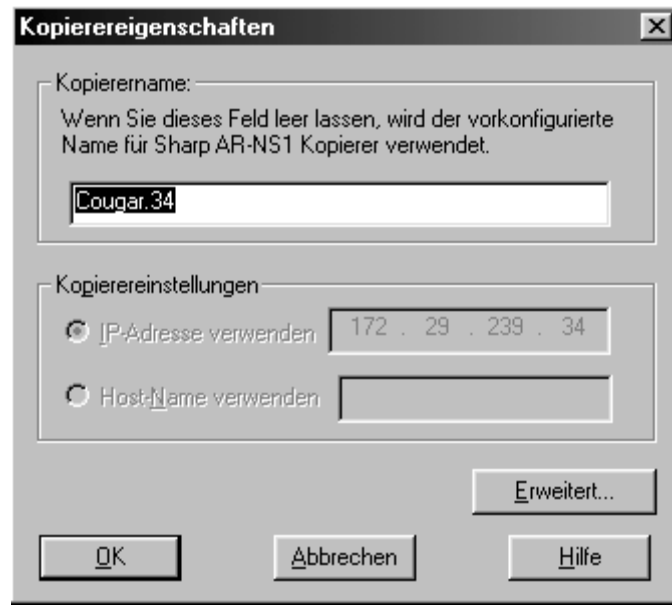 Kopierereigenschaften
Kopierername:
Wenn Sie dieses Feld leer lassen, wird der vorkonfigurierte
Name für Sharp AR-NS1 Kopierer verwendet.
Cougar.34
Kopierereinstellungen
IP-Adresse verwenden 172 . 29 . 239 . 34
Host-Name verwenden
Erweitert...
OK Abbrechen Hilfe